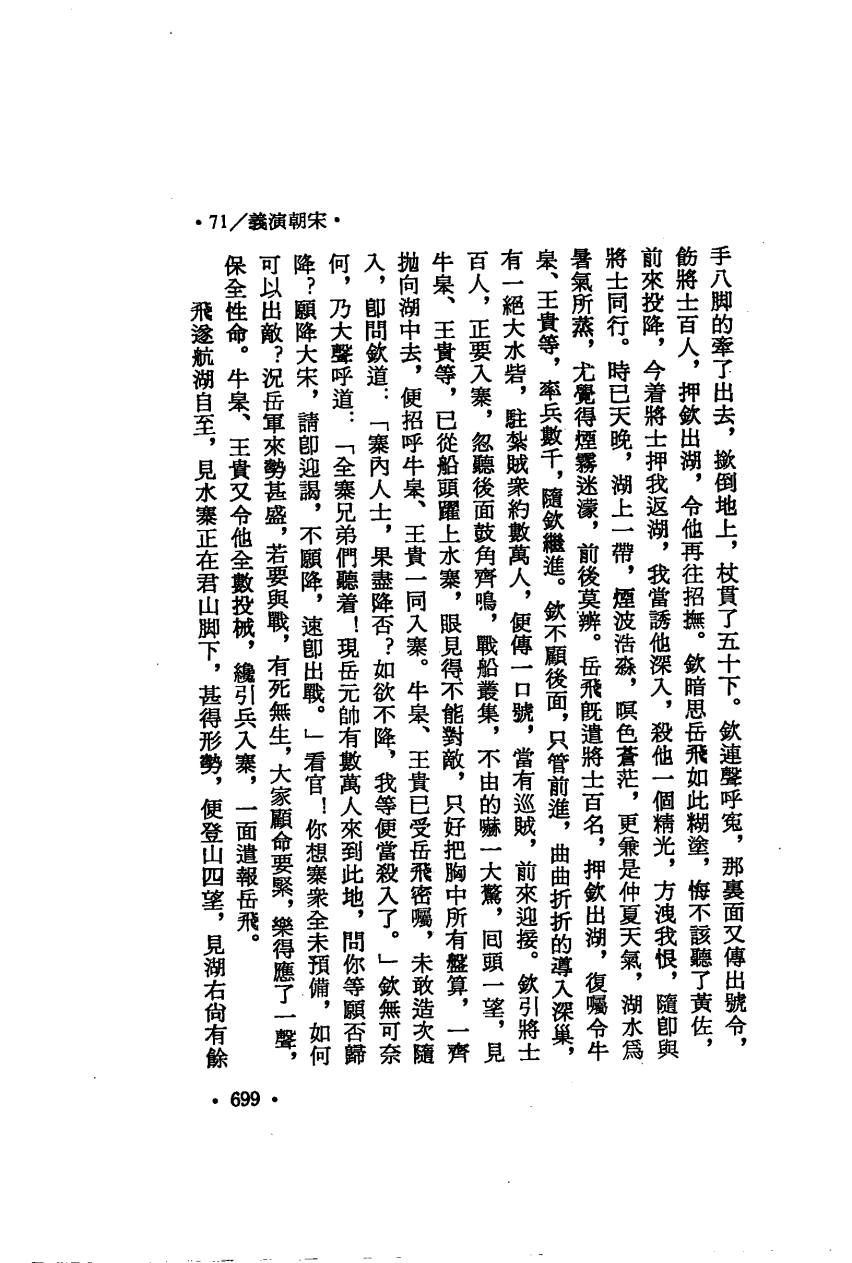 •71／義演朝宋•
手八脚的牽了出去，撳倒地上，杖貫了五十下。欽連聲呼冤，那裏面又傳出號令，
飭將士百人，押欽出湖，令他再往招撫。欽暗思岳飛如此糊塗，悔不該聽了黃佐，
前來投降，今着將士押我返湖，我當誘他深入，殺他一個精光，方洩我恨，隨卽與
將士同行。時已天晚，湖上一帶，煙波浩淼，暝色蒼茫，更兼是仲夏天氣，湖水爲
暑氣所蒸，尤覺得煙霧迷濛，前後莫辨。岳飛旣遣將士百名，押欽出湖，復囑令牛
皋、王貴等，率兵數千，隨欽繼進。欽不顧後面，只管前進，曲曲折折的導入深巢，
有一絕大水砦，駐紮賊衆約數萬人，便傳一口號，當有巡賊，前來迎接。欽引將士
百人，正要入寨，忽聽後面鼓角齊鳴，戰船叢集，不由的嚇一大驚，囘頭一望，見
牛皋、王貴等，已從船頭躍上水寨，眼見得不能對敵，只好把胸中所有盤算，一齊
抛向湖中去，便招呼牛皋、王貴一同入寨。牛皋、王貴已受岳飛密囑，未敢造次隨
入，卽問欽道：「寨內人士，果盡降否？如欲不降，我等便當殺入了。」欽無可奈
何，乃大聲呼道：「全寨兄弟們聽着！現岳元帥有數萬人來到此地，問你等願否歸
降？願降大宋，請卽迎謁，不願降，速卽出戰。」看官！你想寨衆全未預備，如何
可以出敵？況岳軍來勢甚盛，若要與戰，有死無生，大家顧命要緊，樂得應了一聲，
保全性命。牛皋、王貴又令他全數投械，纔引兵入寨，一面遣報岳飛。
飛遂航湖自至，見水寨正在君山脚下，甚得形勢，便登山四望，見湖右尙有餘
•699•